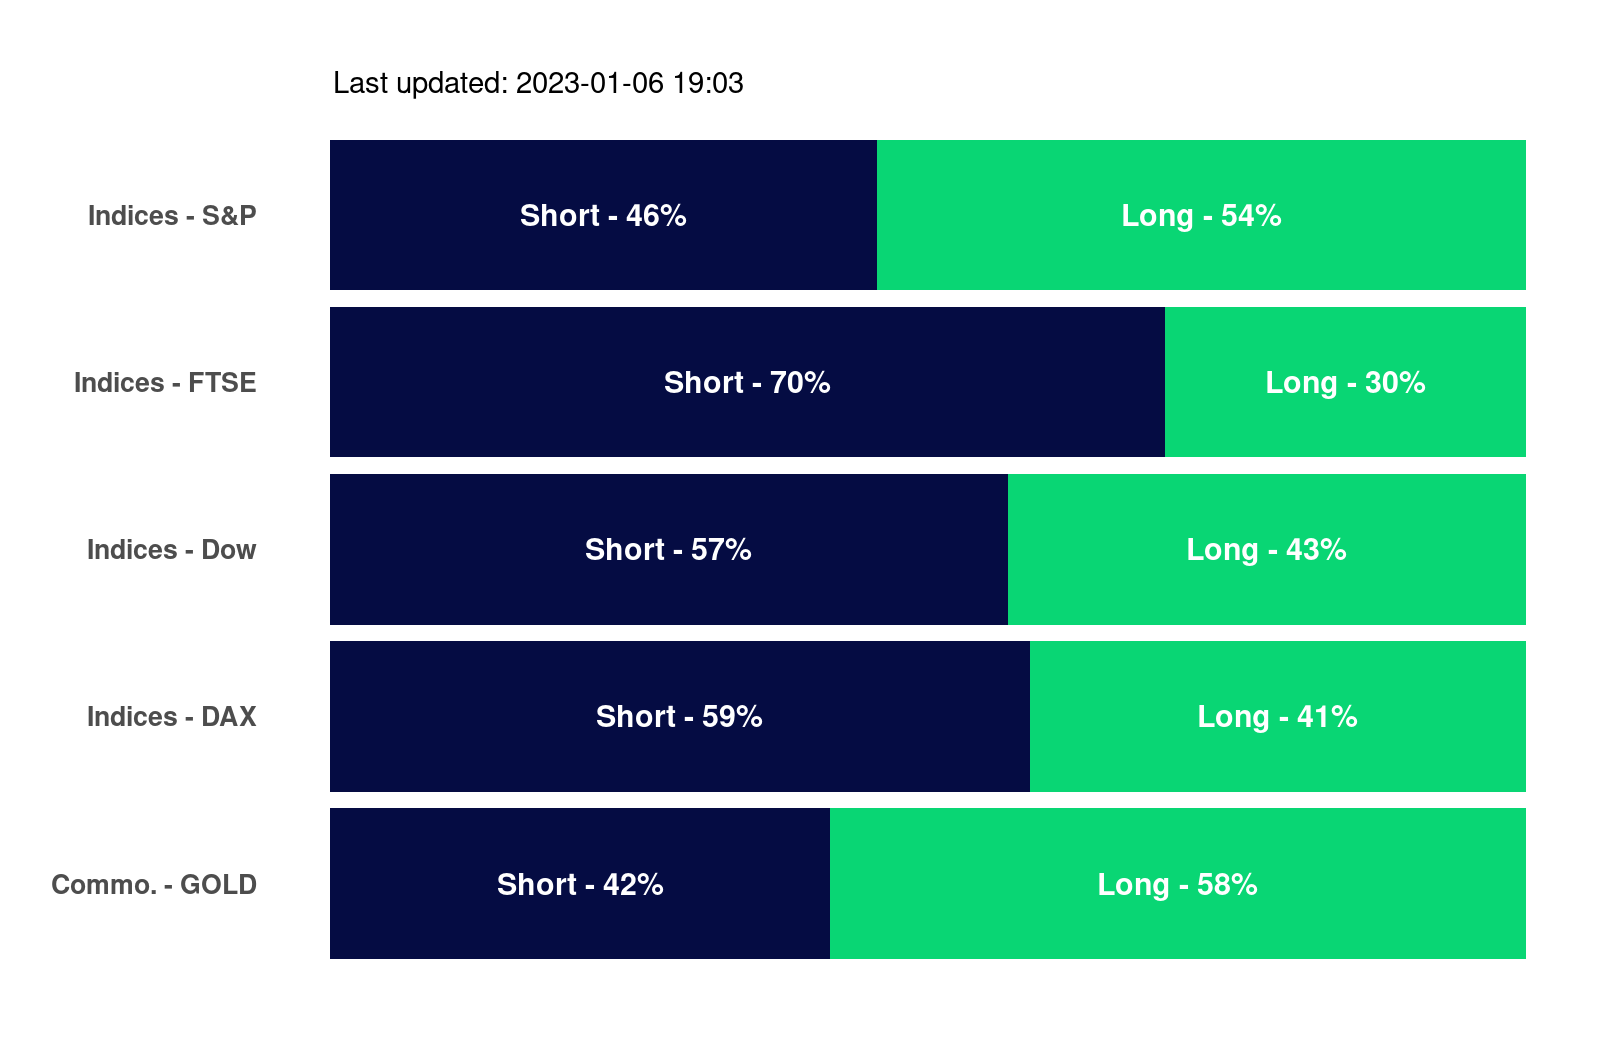 Last updated: 2023-01-06 19:03
Indices - S&P Short - 46% Long - 54%
Indices - FTSE Short - 70% Long - 30%
Indices - Dow Short - 57% Long - 43%
Indices - DAX Short - 59% Long - 41%
Commo. - GOLD Short - 42% Long - 58%